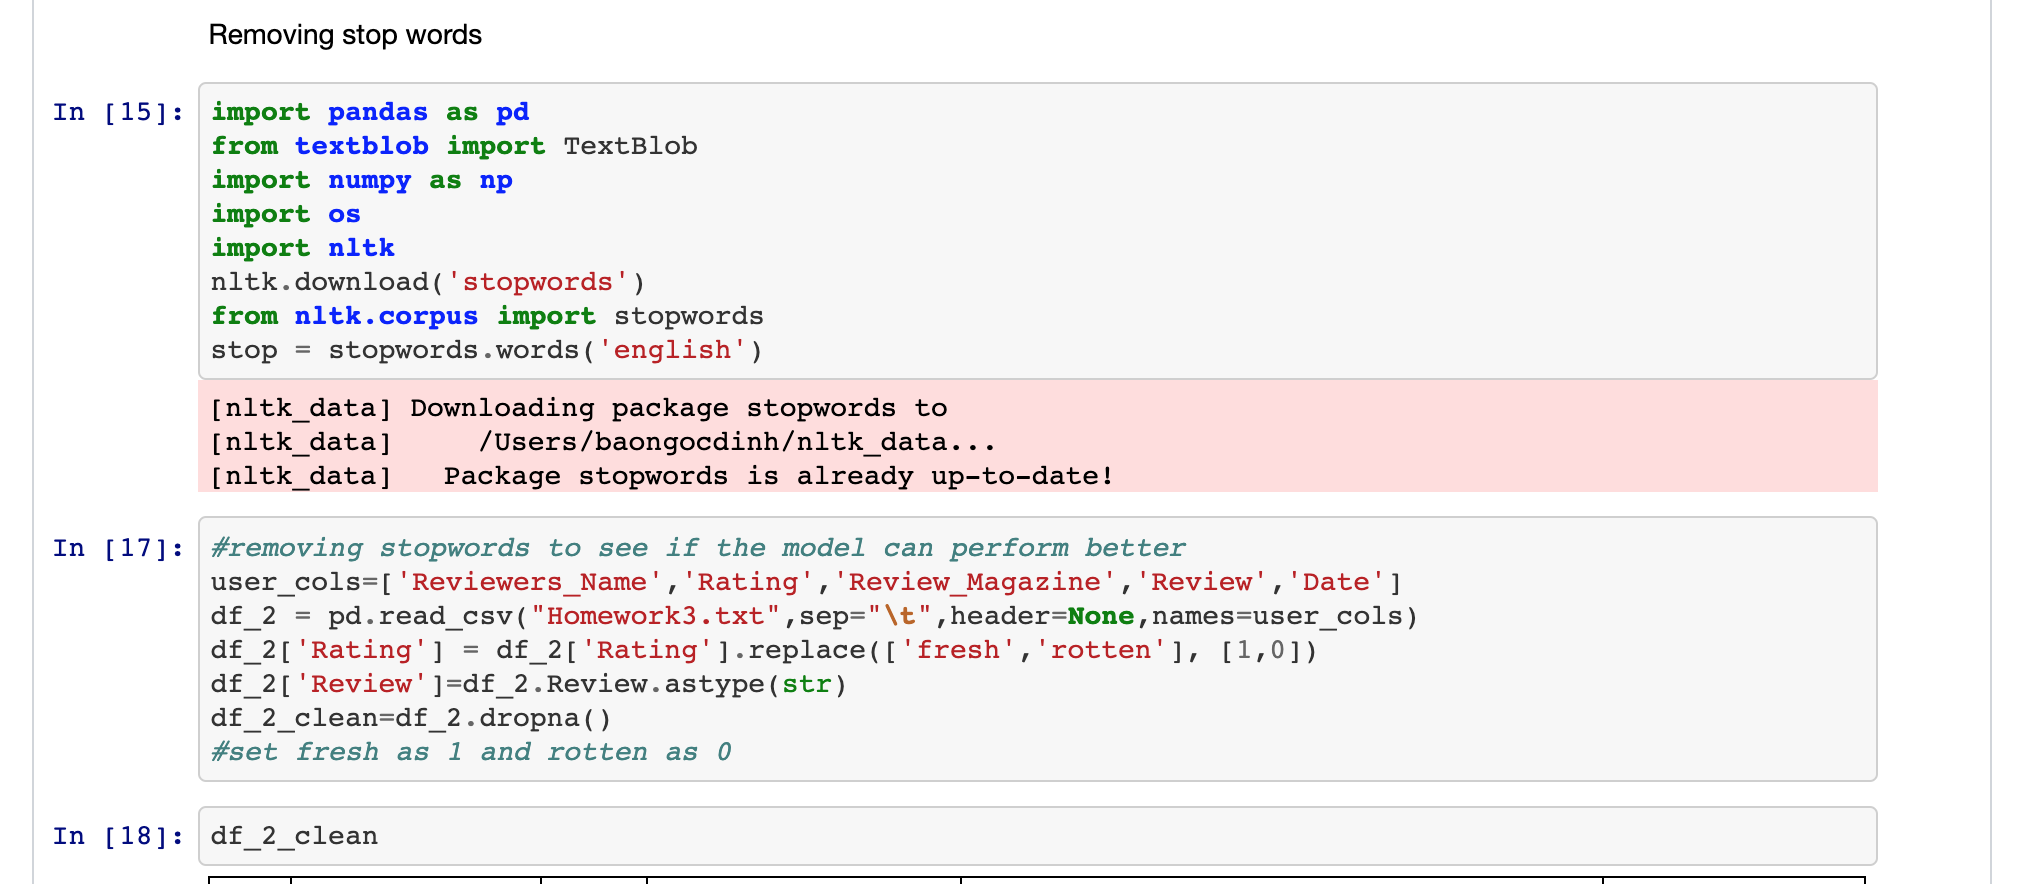 Removing stop words
In [15]:
import pandas as pd
from textblob import TextBlob
import numpy as np
import os
import nltk
nltk.download('stopwords')
from nltk.corpus import stopwords
stop = stopwords.words('english')
[nltk_data] Downloading package stopwords to
[nltk_data]     /Users/baongocdinh/nltk_data...
[nltk_data]   Package stopwords is already up-to-date!
In [17]:
#removing stopwords to see if the model can perform better
user_cols=['Reviewers_Name','Rating','Review_Magazine','Review','Date']
df_2 = pd.read_csv("Homework3.txt",sep="\t",header=None,names=user_cols)
df_2['Rating'] = df_2['Rating'].replace(['fresh','rotten'], [1,0])
df_2['Review']=df_2.Review.astype(str)
df_2_clean=df_2.dropna()
#set fresh as 1 and rotten as 0
In [18]:
df_2_clean